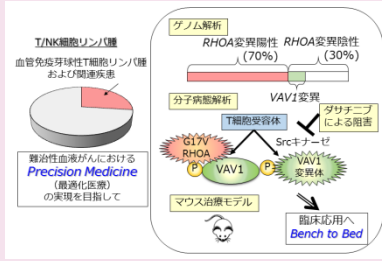 T/NK細胞リンパ腫
血管免疫芽球性T細胞リンパ腫
および関連疾患
難治性血液がんにおける
Precision Medicine
(最適化医療)
の実現を目指して
ゲノム解析
RHOA変異陽性
(70%)
RHOA変異陰性
(30%)
VAV1変異
分子病態解析
T細胞受容体
ダサチニブ
による阻害
Srcキナーゼ
G17V
RHOA
P
VAV1
P
VAV1
変異体
マウス治療モデル
臨床応用へ
Bench to Bed